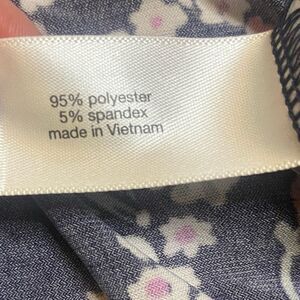 95% polyester
5% spandex
made in Vietnam